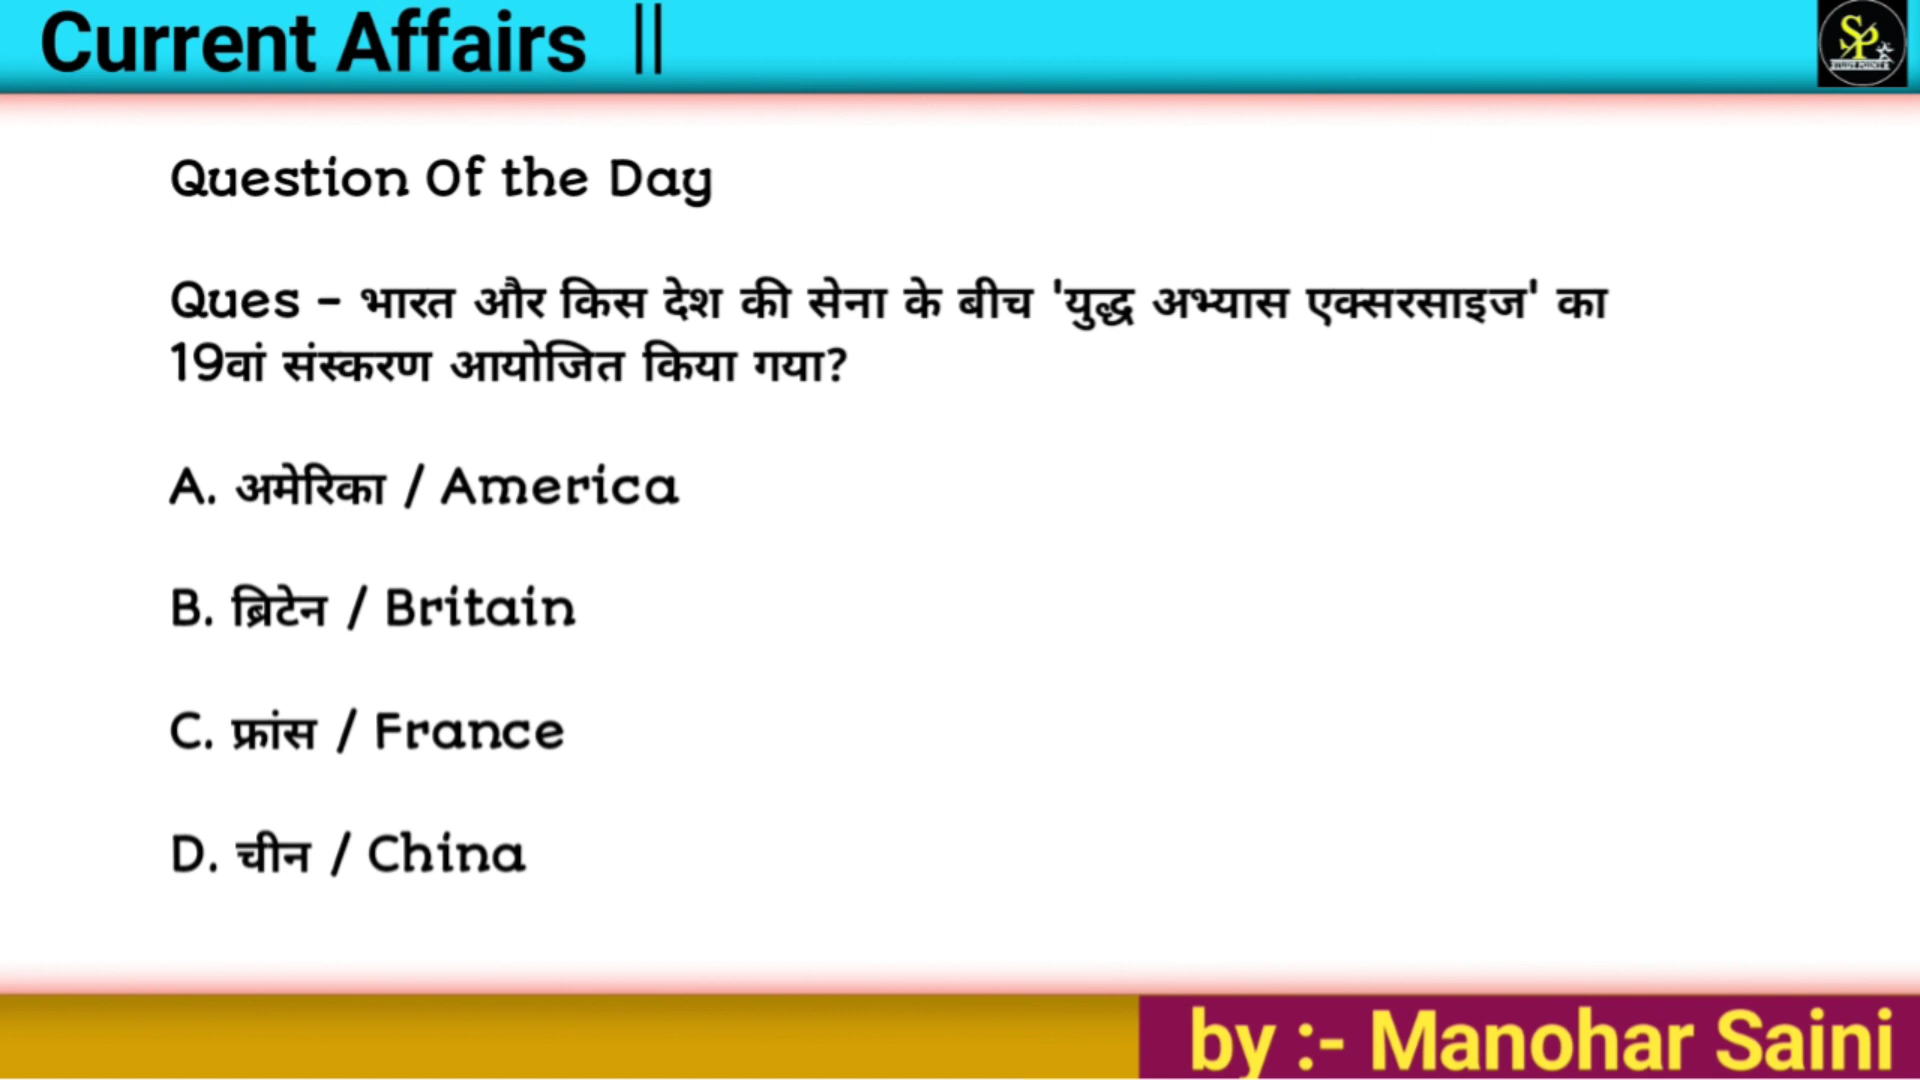 Current Affairs ||
SP
Question Of the Day
Ques - भारत और किस देश की सेना के बीच 'युद्ध अभ्यास एक्सरसाइज' का
19वां संस्करण आयोजित किया गया?
A. अमेरिका / America
B. ब्रिटेन / Britain
C. फ्रांस / France
D. चीन / China
by :- Manohar Saini